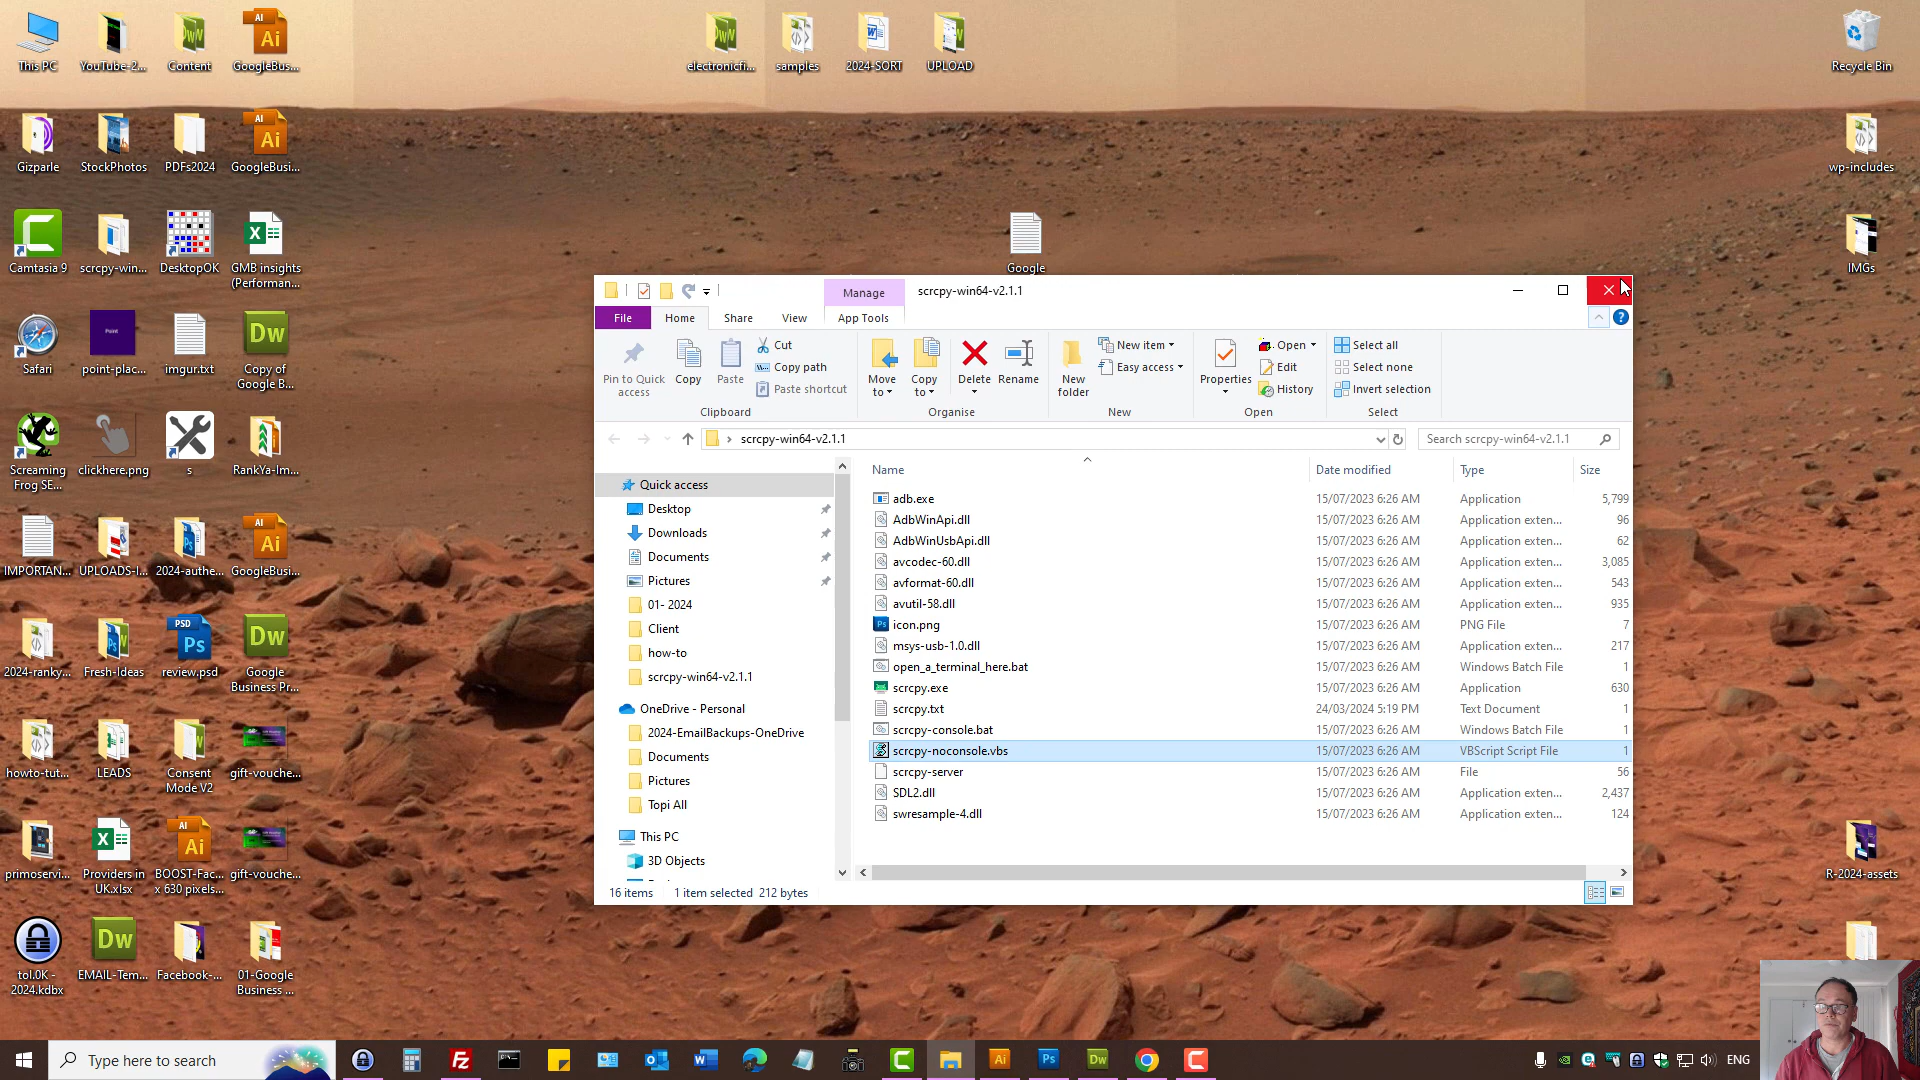 This PC
YouTube-2...
Content
GoogleBus...
electronicfi...
samples
2024-SORT
UPLOAD
Recycle Bin
Gizparle
StockPhotos
PDFs2024
GoogleBusi...
wp-includes
Camtasia 9
scrcpy-win...
DesktopOK
GMB insights
(Performan...
Google
IMGs
Safari
point-plac...
imgur.txt
Copy of
Google B...
Screaming
Frog SE...
clickhere.png
s
RankYa-Im...
IMPORTAN...
UPLOADS-I...
2024-authe...
GoogleBusi...
2024-ranky...
Fresh-Ideas
review.psd
Google
Business Pr...
howto-tut...
LEADS
Consent
Mode V2
gift-vouche...
primoservi...
Providers in
UK.xlsx
BOOST-Fac...
x 630 pixels...
gift-vouche...
R-2024-assets
tol.0K -
2024.kdbx
EMAIL-Tem...
Facebook-...
01-Google
Business ...
Manage
scrcpy-win64-v2.1.1
File
Home
Share
View
App Tools
Pin to Quick
access
Copy
Paste
Cut
Copy path
Paste shortcut
Move
to
Copy
to
Delete
Rename
New
folder
New item
Easy access
Properties
Open
Edit
History
Select all
Select none
Invert selection
Clipboard
Organise
New
Open
Select
scrcpy-win64-v2.1.1
Search scrcpy-win64-v2.1.1
Quick access
Desktop
Downloads
Documents
Pictures
01- 2024
Client
how-to
scrcpy-win64-v2.1.1
OneDrive - Personal
2024-EmailBackups-OneDrive
Documents
Pictures
Topi All
This PC
3D Objects
Name Date modified Type Size
adb.exe 15/07/2023 6:26 AM Application 5,799
AdbWinApi.dll 15/07/2023 6:26 AM Application exten... 96
AdbWinUsbApi.dll 15/07/2023 6:26 AM Application exten... 62
avcodec-60.dll 15/07/2023 6:26 AM Application exten... 3,085
avformat-60.dll 15/07/2023 6:26 AM Application exten... 543
avutil-58.dll 15/07/2023 6:26 AM Application exten... 935
icon.png 15/07/2023 6:26 AM PNG File 7
msys-usb-1.0.dll 15/07/2023 6:26 AM Application exten... 217
open_a_terminal_here.bat 15/07/2023 6:26 AM Windows Batch File 1
scrcpy.exe 15/07/2023 6:26 AM Application 630
scrcpy.txt 24/03/2024 5:19 PM Text Document 1
scrcpy-console.bat 15/07/2023 6:26 AM Windows Batch File 1
scrcpy-noconsole.vbs 15/07/2023 6:26 AM VBScript Script File 1
scrcpy-server 15/07/2023 6:26 AM File 56
SDL2.dll 15/07/2023 6:26 AM Application exten... 2,437
swresample-4.dll 15/07/2023 6:26 AM Application exten... 124
16 items 1 item selected 212 bytes
Type here to search
ENG